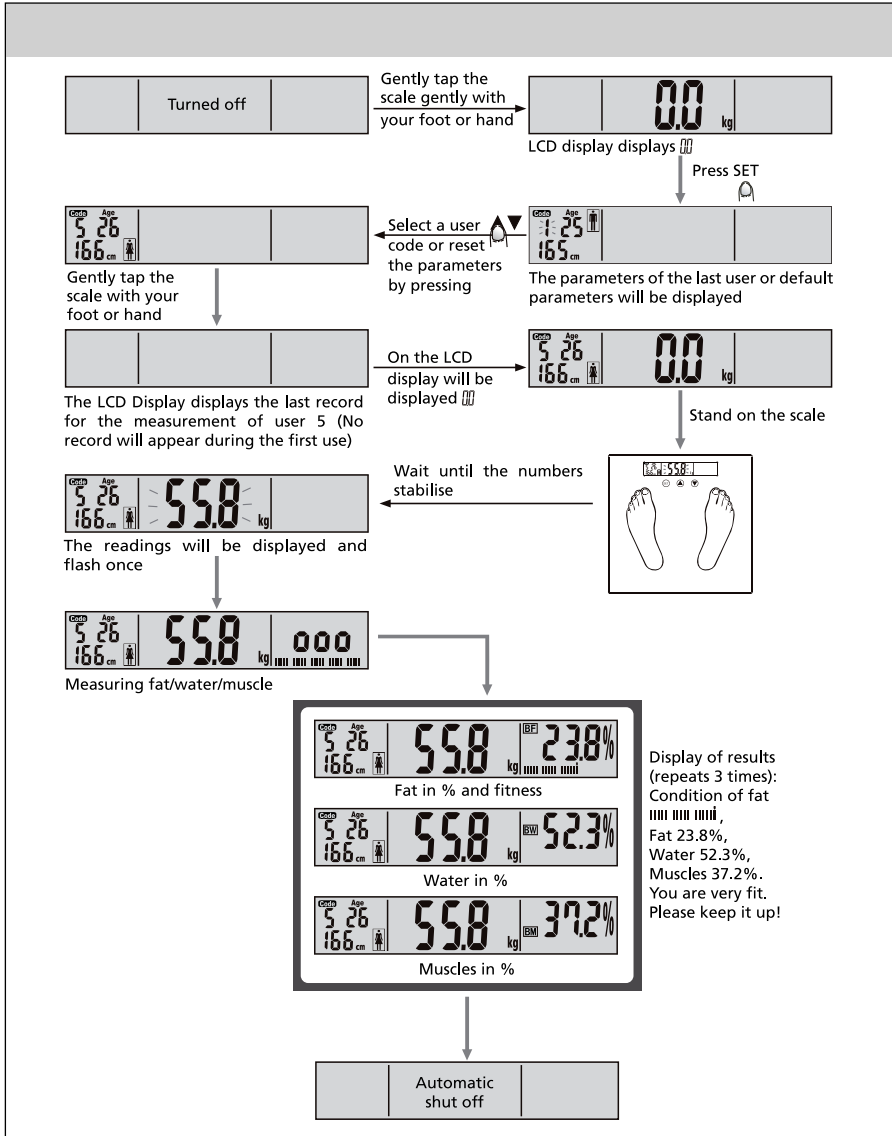 Turned off
Gently tap the
scale gently with
your foot or hand
0.0 kg
LCD display displays 0.0
Press SET
Code Age
1 25
165 cm
The parameters of the last user or default
parameters will be displayed
Select a user
code or reset
the parameters
by pressing
Code Age
5 26
166 cm
Gently tap the
scale with your
foot or hand
The LCD Display displays the last record
for the measurement of user 5 (No
record will appear during the first use)
On the LCD
display will be
displayed 0.0
Code Age
5 26
166 cm
0.0 kg
Stand on the scale
55.8
Wait until the numbers
stabilise
Code Age
5 26
166 cm
55.8 kg
The readings will be displayed and
flash once
Code Age
5 26
166 cm
55.8 kg
ooo
Measuring fat/water/muscle
Code Age
5 26
166 cm
55.8 kg
BF 23.8%
Fat in % and fitness
Code Age
5 26
166 cm
55.8 kg
BW 52.3%
Water in %
Code Age
5 26
166 cm
55.8 kg
BM 37.2%
Muscles in %
Display of results
(repeats 3 times):
Condition of fat
,
Fat 23.8%,
Water 52.3%,
Muscles 37.2%.
You are very fit.
Please keep it up!
Automatic
shut off